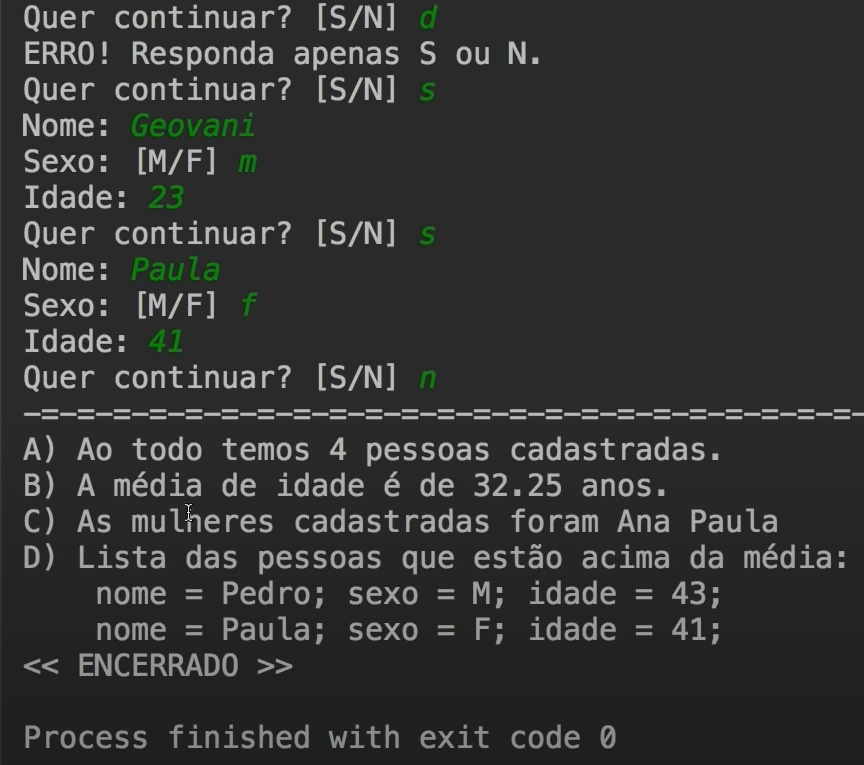 Quer continuar? [S/N] d
ERRO! Responda apenas S ou N.
Quer continuar? [S/N] s
Nome: Geovani
Sexo: [M/F] m
Idade: 23
Quer continuar? [S/N] s
Nome: Paula
Sexo: [M/F] f
Idade: 41
Quer continuar? [S/N] n
-=-=-=-=-=-=-=-=-=-=-=-=-=-=-=-=-=-=-=-=-=-=-=
A) Ao todo temos 4 pessoas cadastradas.
B) A média de idade é de 32.25 anos.
C) As mulheres cadastradas foram Ana Paula
D) Lista das pessoas que estão acima da média:
    nome = Pedro; sexo = M; idade = 43;
    nome = Paula; sexo = F; idade = 41;
<< ENCERRADO >>
Process finished with exit code 0